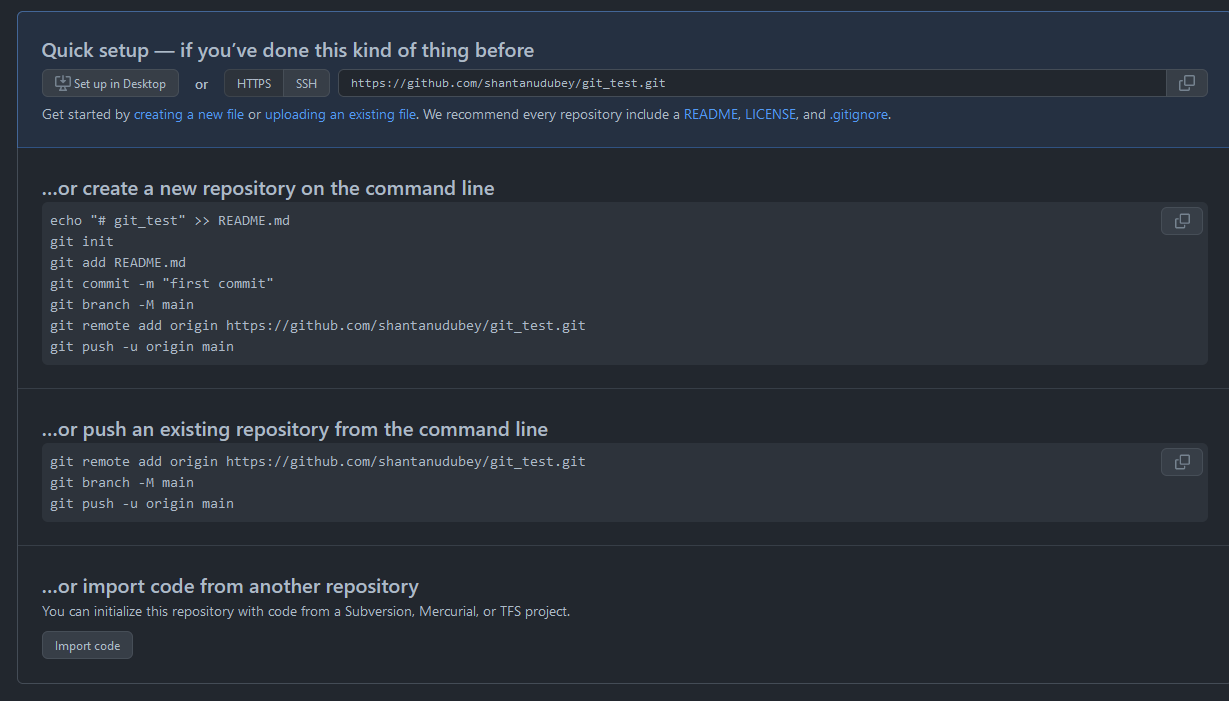 Quick setup — if you’ve done this kind of thing before
Set up in Desktop or HTTPS SSH https://github.com/shantanudubey/git_test.git
Get started by creating a new file or uploading an existing file. We recommend every repository include a README, LICENSE, and .gitignore.
…or create a new repository on the command line
echo "# git_test" >> README.md
git init
git add README.md
git commit -m "first commit"
git branch -M main
git remote add origin https://github.com/shantanudubey/git_test.git
git push -u origin main
…or push an existing repository from the command line
git remote add origin https://github.com/shantanudubey/git_test.git
git branch -M main
git push -u origin main
…or import code from another repository
You can initialize this repository with code from a Subversion, Mercurial, or TFS project.
Import code